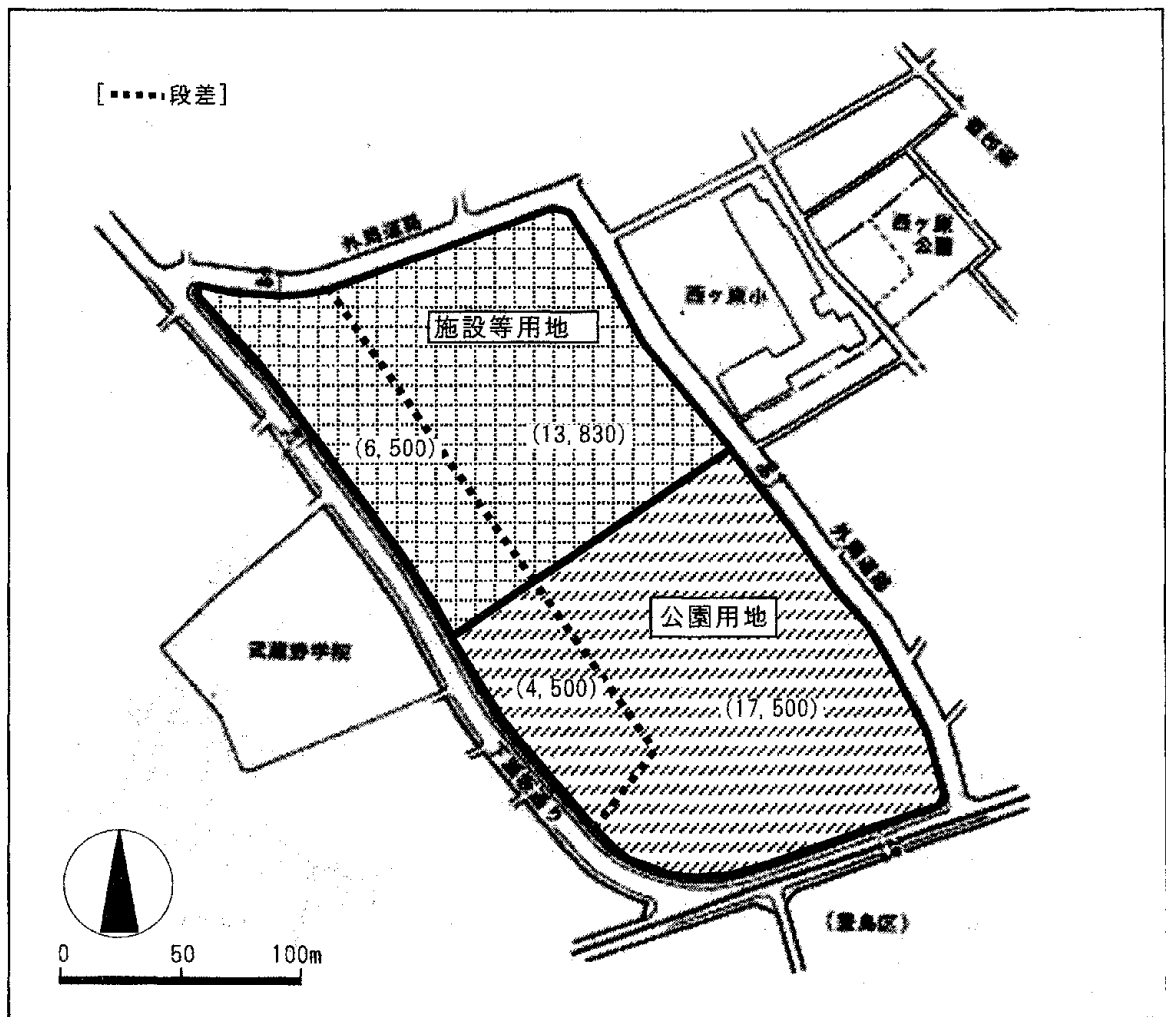 [▪▪▪▪▪段差]
西ヶ原
公園
外周道路
西ヶ原小
施設等用地
(6,500)
(13,830)
外周道路
公園用地
武蔵野学校
(4,500)
(17,500)
(豊島区)
0 50 100m